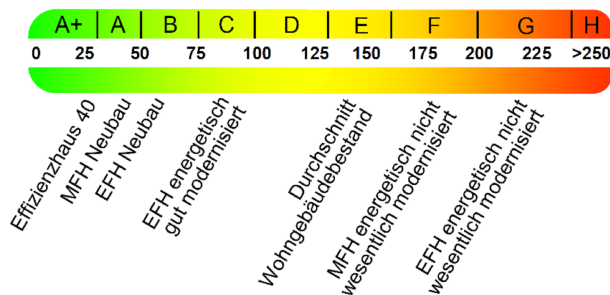 A+ A B C D E F G H
0 25 50 75 100 125 150 175 200 225 >250
Effizienzhaus 40
MFH Neubau
EFH Neubau
EFH energetisch
gut modernisiert
Durchschnitt
Wohngebäudebestand
MFH energetisch nicht
wesentlich modernisiert
EFH energetisch nicht
wesentlich modernisiert